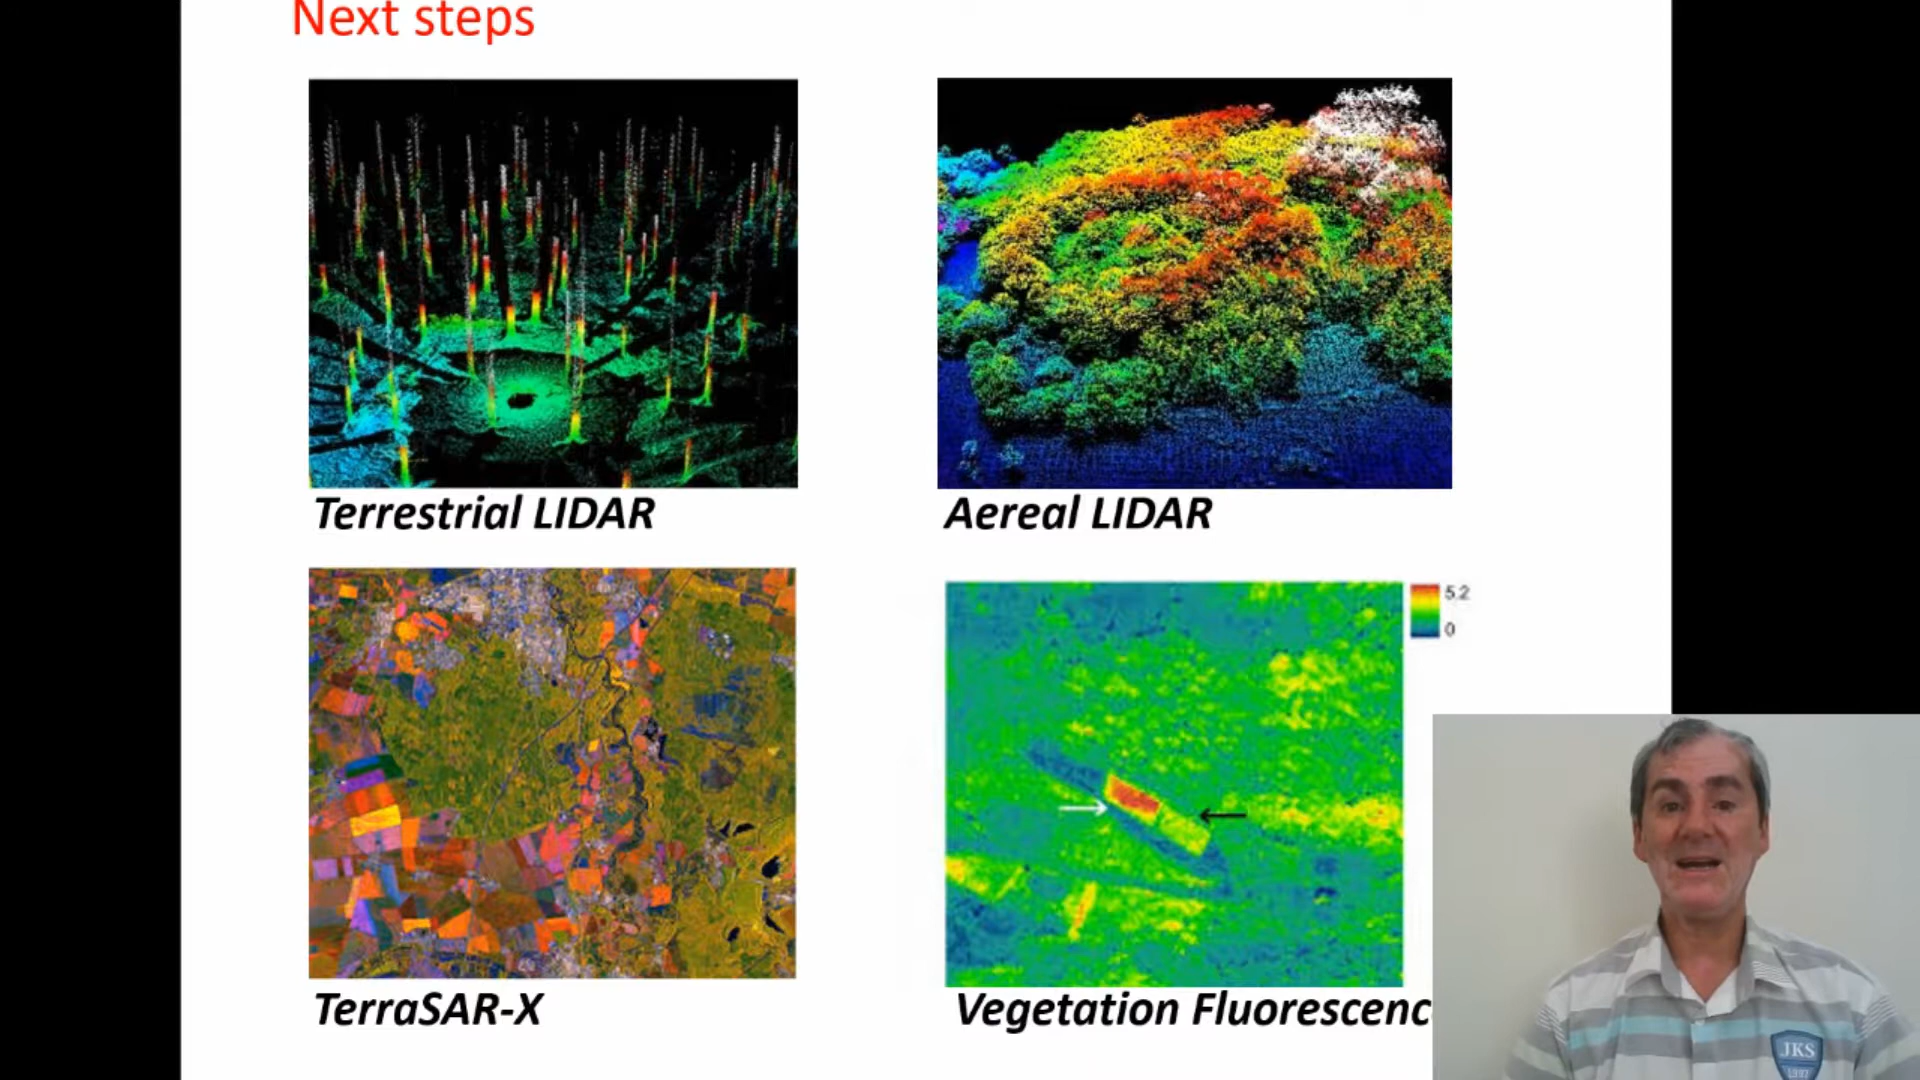 Next steps
Terrestrial LIDAR
Aereal LIDAR
5.2
0
TerraSAR-X
Vegetation Fluorescenc
JKS